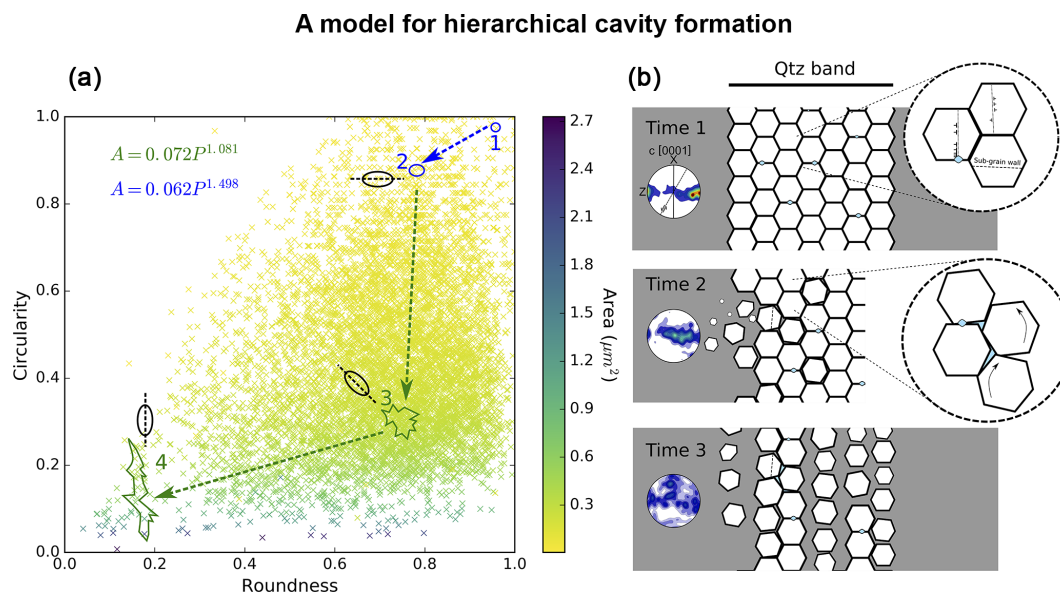 A model for hierarchical cavity formation
(a)
A = 0.072P^1.081
A = 0.062P^1.498
1
2
3
4
Circularity
1.0
0.8
0.6
0.4
0.2
0.0
0.0 0.2 0.4 0.6 0.8 1.0
Roundness
2.7
2.4
2.1
1.8
1.5
1.2
0.9
0.6
0.3
Area (μm²)
(b)
Qtz band
Time 1
c [0001]
X
Z
Sub-grain wall
Time 2
Time 3